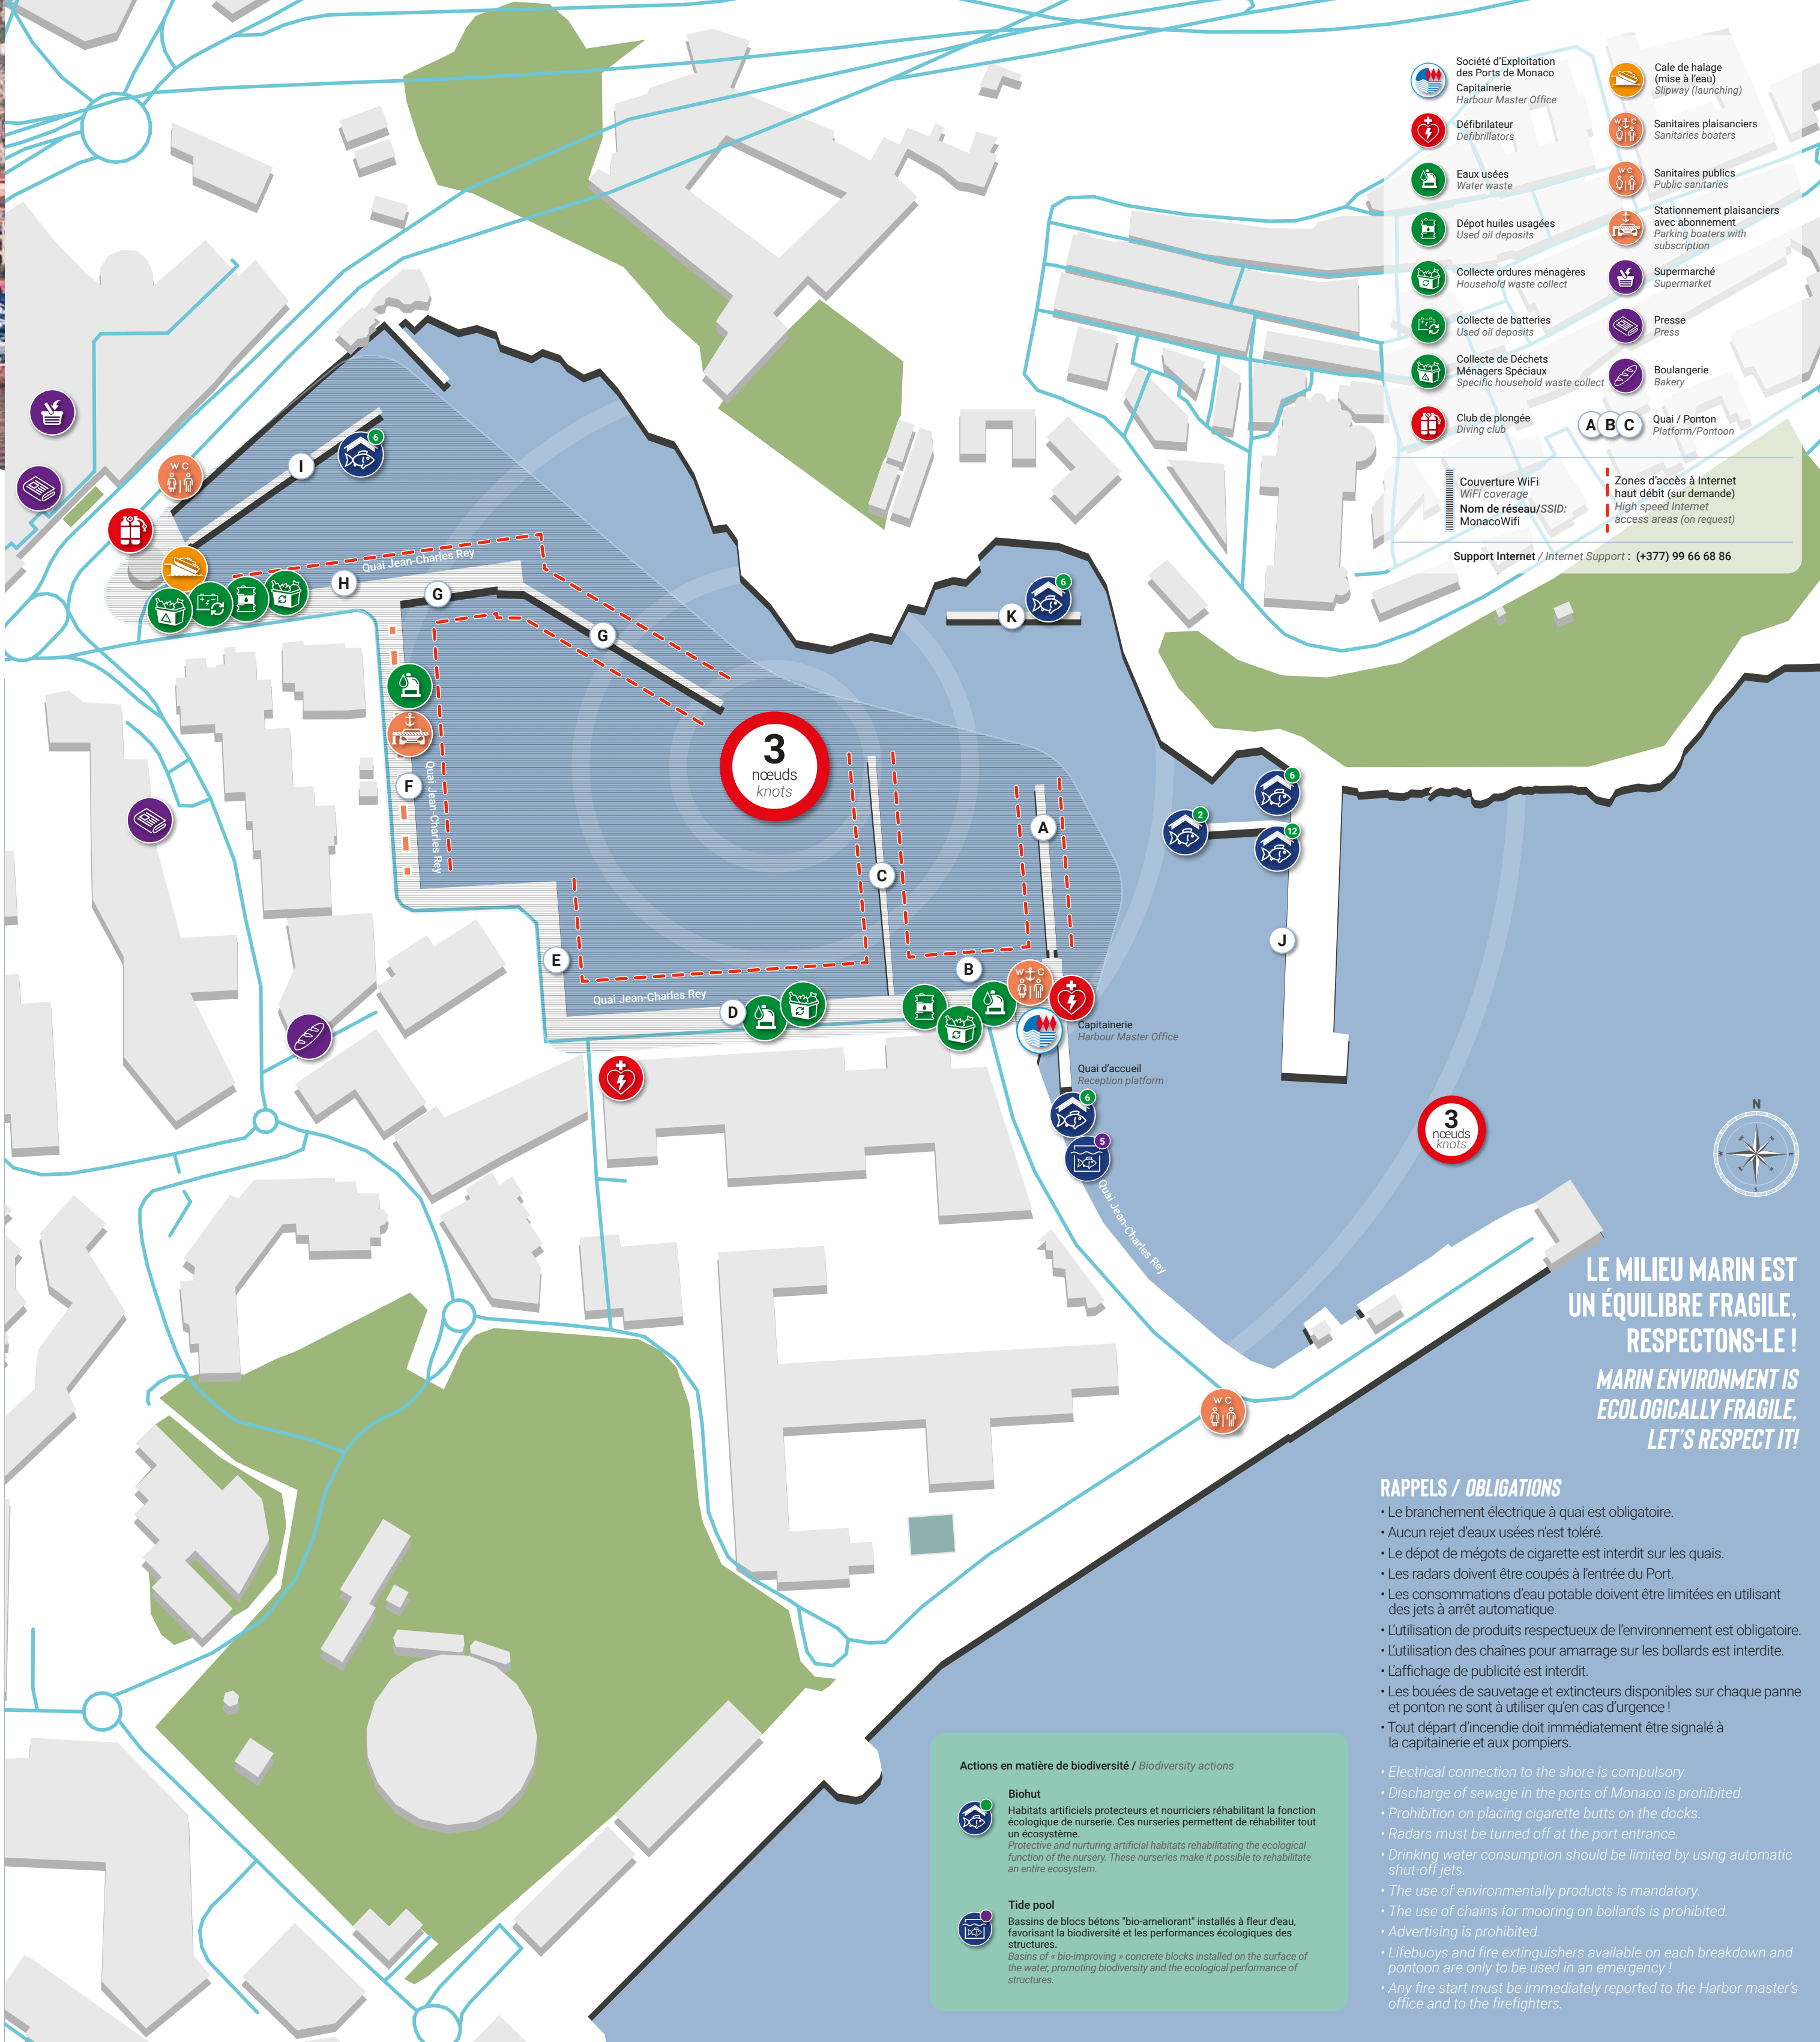 Société d'Exploitation
des Ports de Monaco
Capitainerie
Harbour Master Office
Défibrilateur
Defibrillators
Eaux usées
Water waste
Dépot huiles usagées
Used oil deposits
Collecte ordures ménagères
Household waste collect
Collecte de batteries
Used oil deposits
Collecte de Déchets
Ménagers Spéciaux
Specific household waste collect
Club de plongée
Diving club
Cale de halage
(mise à l'eau)
Slipway (launching)
W C
Sanitaires plaisanciers
Sanitaries boaters
W C
Sanitaires publics
Public sanitaries
Stationnement plaisanciers
avec abonnement
Parking boaters with
subscription
Supermarché
Supermarket
Presse
Press
Boulangerie
Bakery
A B C
Quai / Ponton
Platform/Pontoon
Couverture WiFi
WiFi coverage
Nom de réseau/SSID:
MonacoWifi
Zones d'accès à Internet
haut débit (sur demande)
High speed Internet
access areas (on request)
Support Internet / Internet Support : (+377) 99 66 68 86
6
I
W C
Quai Jean-Charles Rey
H
G
G
6
K
3
nœuds
knots
F
Quai Jean-Charles Rey
A
C
6
2
12
J
E
B
Quai Jean-Charles Rey
D
W C
Capitainerie
Harbour Master Office
Quai d'accueil
Reception platform
6
5
Quai Jean-Charles Rey
3
nœuds
knots
N
W C
LE MILIEU MARIN EST
UN ÉQUILIBRE FRAGILE,
RESPECTONS-LE !
MARIN ENVIRONMENT IS
ECOLOGICALLY FRAGILE,
LET'S RESPECT IT!
RAPPELS / OBLIGATIONS
• Le branchement électrique à quai est obligatoire.
• Aucun rejet d'eaux usées n'est toléré.
• Le dépot de mégots de cigarette est interdit sur les quais.
• Les radars doivent être coupés à l'entrée du Port.
• Les consommations d'eau potable doivent être limitées en utilisant
des jets à arrêt automatique.
• L'utilisation de produits respectueux de l'environnement est obligatoire.
• L'utilisation des chaînes pour amarrage sur les bollards est interdite.
• L'affichage de publicité est interdit.
• Les bouées de sauvetage et extincteurs disponibles sur chaque panne
et ponton ne sont à utiliser qu'en cas d'urgence !
• Tout départ d'incendie doit immédiatement être signalé à
la capitainerie et aux pompiers.
• Electrical connection to the shore is compulsory.
• Discharge of sewage in the ports of Monaco is prohibited.
• Prohibition on placing cigarette butts on the docks.
• Radars must be turned off at the port entrance.
• Drinking water consumption should be limited by using automatic
shut-off jets.
• The use of environmentally products is mandatory.
• The use of chains for mooring on bollards is prohibited.
• Advertising is prohibited.
• Lifebuoys and fire extinguishers available on each breakdown and
pontoon are only to be used in an emergency !
• Any fire start must be immediately reported to the Harbor master's
office and to the firefighters.
Actions en matière de biodiversité / Biodiversity actions
Biohut
Habitats artificiels protecteurs et nourriciers réhabilitant la fonction
écologique de nurserie. Ces nurseries permettent de réhabiliter tout
un écosystème.
Protective and nurturing artificial habitats rehabilitating the ecological
function of the nursery. These nurseries make it possible to rehabilitate
an entire ecosystem.
Tide pool
Bassins de blocs bétons "bio-ameliorant" installés à fleur d'eau,
favorisant la biodiversité et les performances écologiques des
structures.
Basins of « bio-improving » concrete blocks installed on the surface of
the water, promoting biodiversity and the ecological performance of
structures.